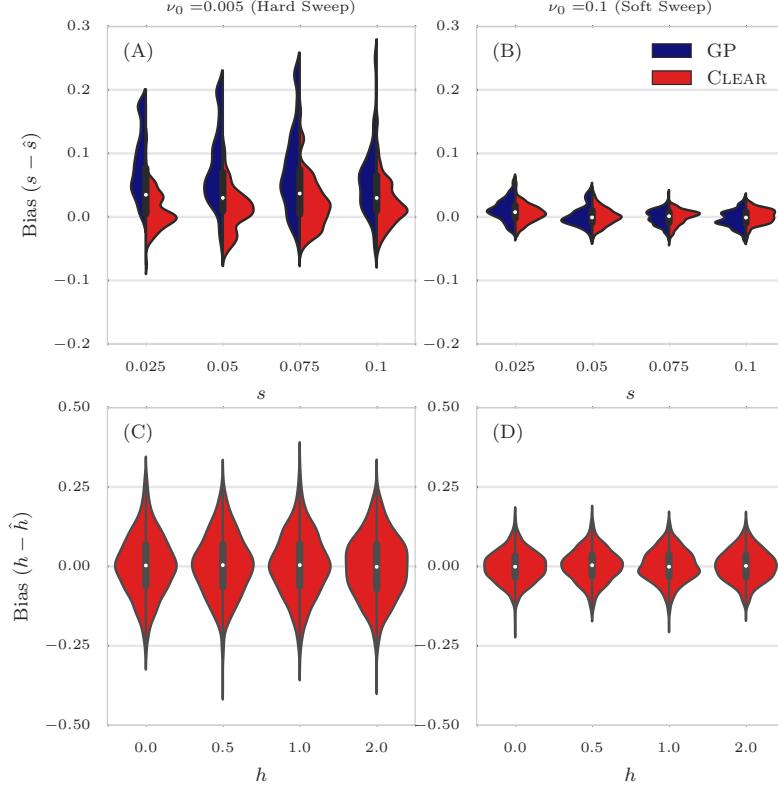 ν0 =0.005 (Hard Sweep)
ν0 =0.1 (Soft Sweep)
0.3
0.2
0.1
0.0
−0.1
−0.2
Bias (s − ŝ)
(A)
0.025 0.05 0.075 0.1
s
0.3
0.2
0.1
0.0
−0.1
−0.2
(B)
GP
CLEAR
0.025 0.05 0.075 0.1
s
0.50
0.25
0.00
−0.25
−0.50
Bias (h − ĥ)
(C)
0.0 0.5 1.0 2.0
h
0.50
0.25
0.00
−0.25
−0.50
(D)
0.0 0.5 1.0 2.0
h